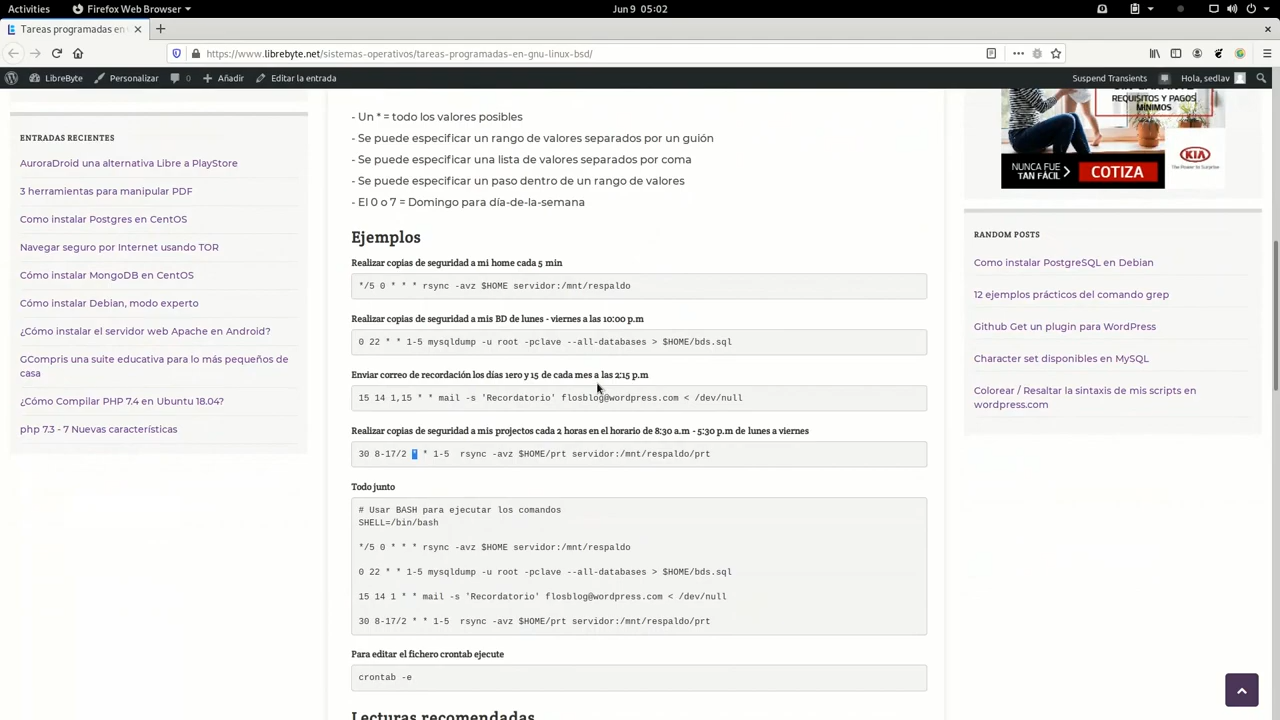 Activities
Firefox Web Browser
Jun 9 05:02
Tareas programadas en
https://www.librebyte.net/sistemas-operativos/tareas-programadas-en-gnu-linux-bsd/
LibreByte
Personalizar
0
Añadir
Editar la entrada
Suspend Transients
Hola, sedlav
ENTRADAS RECIENTES
AuroraDroid una alternativa Libre a PlayStore
3 herramientas para manipular PDF
Como instalar Postgres en CentOS
Navegar seguro por Internet usando TOR
Cómo instalar MongoDB en CentOS
Cómo instalar Debian, modo experto
¿Cómo instalar el servidor web Apache en Android?
GCompris una suite educativa para lo más pequeños de
casa
¿Cómo Compilar PHP 7.4 en Ubuntu 18.04?
php 7.3 - 7 Nuevas características
- Un * = todo los valores posibles
- Se puede especificar un rango de valores separados por un guión
- Se puede especificar una lista de valores separados por coma
- Se puede especificar un paso dentro de un rango de valores
- El 0 o 7 = Domingo para día-de-la-semana
Ejemplos
Realizar copias de seguridad a mi home cada 5 min
*/5 0 * * * rsync -avz $HOME servidor:/mnt/respaldo
Realizar copias de seguridad a mis BD de lunes - viernes a las 10:00 p.m
0 22 * * 1-5 mysqldump -u root -pclave --all-databases > $HOME/bds.sql
Enviar correo de recordación los días 1ero y 15 de cada mes a las 2:15 p.m
15 14 1,15 * * mail -s 'Recordatorio' flosblog@wordpress.com < /dev/null
Realizar copias de seguridad a mis projectos cada 2 horas en el horario de 8:30 a.m - 5:30 p.m de lunes a viernes
30 8-17/2 * * 1-5  rsync -avz $HOME/prt servidor:/mnt/respaldo/prt
Todo junto
# Usar BASH para ejecutar los comandos
SHELL=/bin/bash
*/5 0 * * * rsync -avz $HOME servidor:/mnt/respaldo
0 22 * * 1-5 mysqldump -u root -pclave --all-databases > $HOME/bds.sql
15 14 1 * * mail -s 'Recordatorio' flosblog@wordpress.com < /dev/null
30 8-17/2 * * 1-5  rsync -avz $HOME/prt servidor:/mnt/respaldo/prt
Para editar el fichero crontab ejecute
crontab -e
Lecturas recomendadas
REQUISITOS Y PAGOS
MÍNIMOS
NUNCA FUE
TAN FÁCIL
COTIZA
KIA
The Power to Surprise
RANDOM POSTS
Como instalar PostgreSQL en Debian
12 ejemplos prácticos del comando grep
Github Get un plugin para WordPress
Character set disponibles en MySQL
Colorear / Resaltar la sintaxis de mis scripts en
wordpress.com